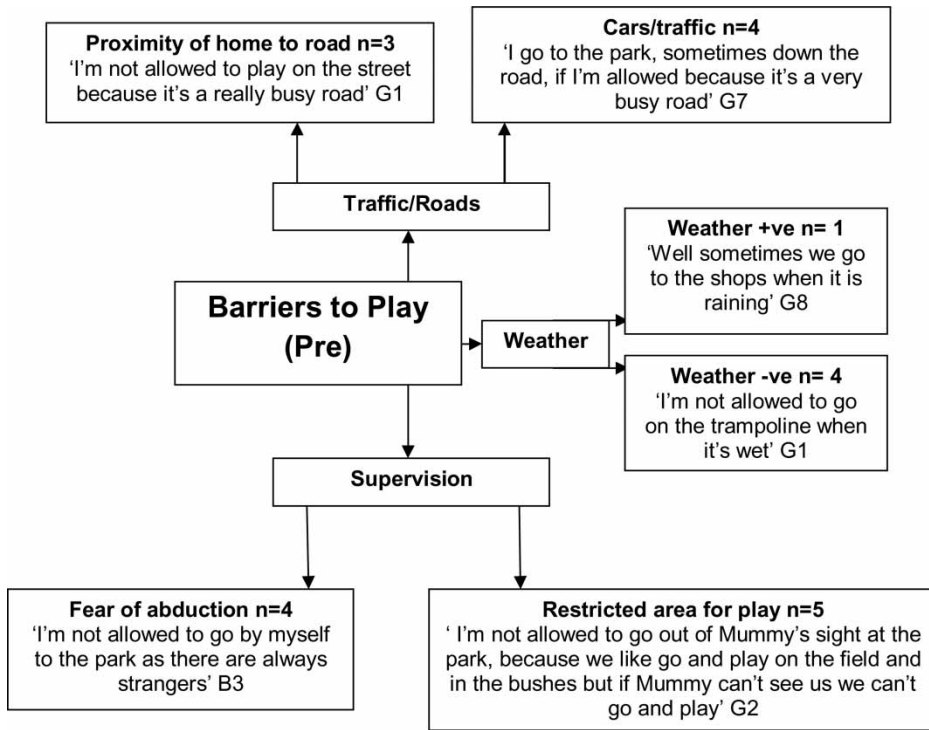 Proximity of home to road n=3
‘I’m not allowed to play on the street
because it’s a really busy road’ G1
Cars/traffic n=4
‘I go to the park, sometimes down the
road, if I’m allowed because it’s a very
busy road’ G7
Traffic/Roads
Barriers to Play
(Pre)
Weather
Weather +ve n= 1
‘Well sometimes we go
to the shops when it is
raining’ G8
Weather -ve n= 4
‘I’m not allowed to go
on the trampoline when
it’s wet’ G1
Supervision
Fear of abduction n=4
‘I’m not allowed to go by myself
to the park as there are always
strangers’ B3
Restricted area for play n=5
‘ I’m not allowed to go out of Mummy’s sight at the
park, because we like go and play on the field and
in the bushes but if Mummy can’t see us we can’t
go and play’ G2